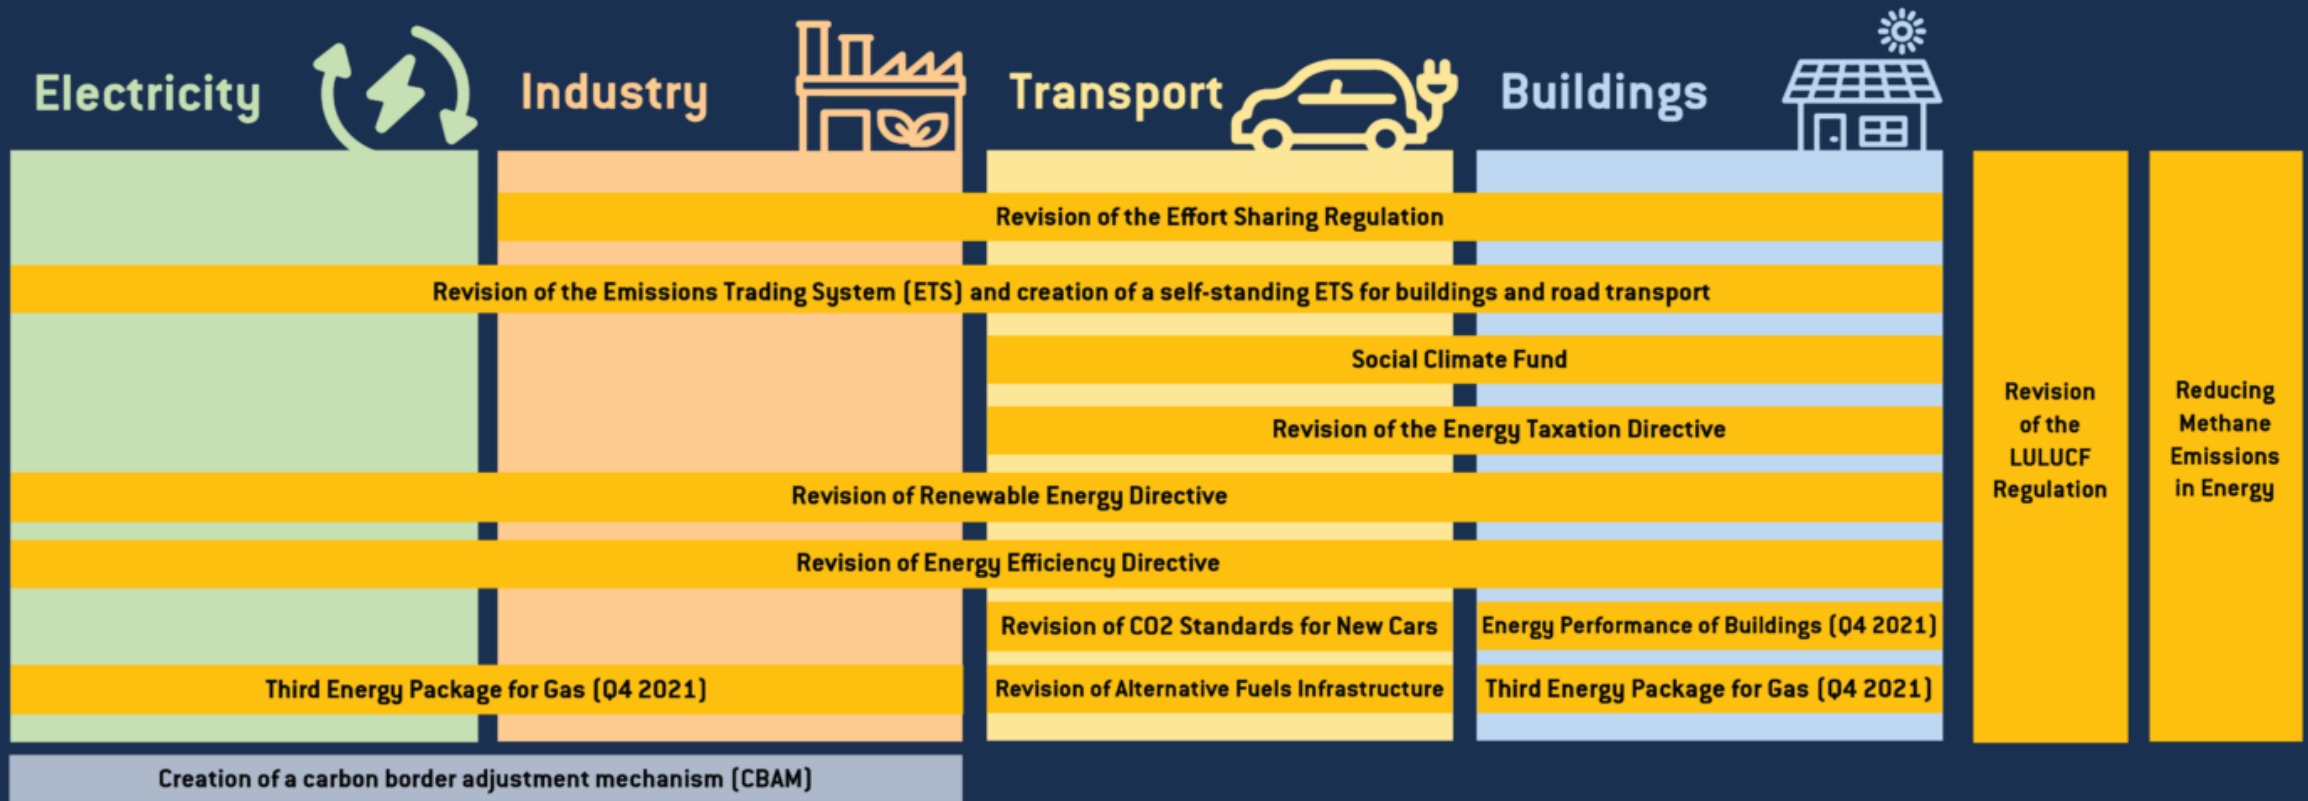 Electricity
Industry
Transport
Buildings
Revision of the Effort Sharing Regulation
Revision of the Emissions Trading System (ETS) and creation of a self-standing ETS for buildings and road transport
Social Climate Fund
Revision of the Energy Taxation Directive
Revision of Renewable Energy Directive
Revision of Energy Efficiency Directive
Revision of CO2 Standards for New Cars
Energy Performance of Buildings (Q4 2021)
Third Energy Package for Gas (Q4 2021)
Revision of Alternative Fuels Infrastructure
Third Energy Package for Gas (Q4 2021)
Creation of a carbon border adjustment mechanism (CBAM)
Revision
of the
LULUCF
Regulation
Reducing
Methane
Emissions
in Energy